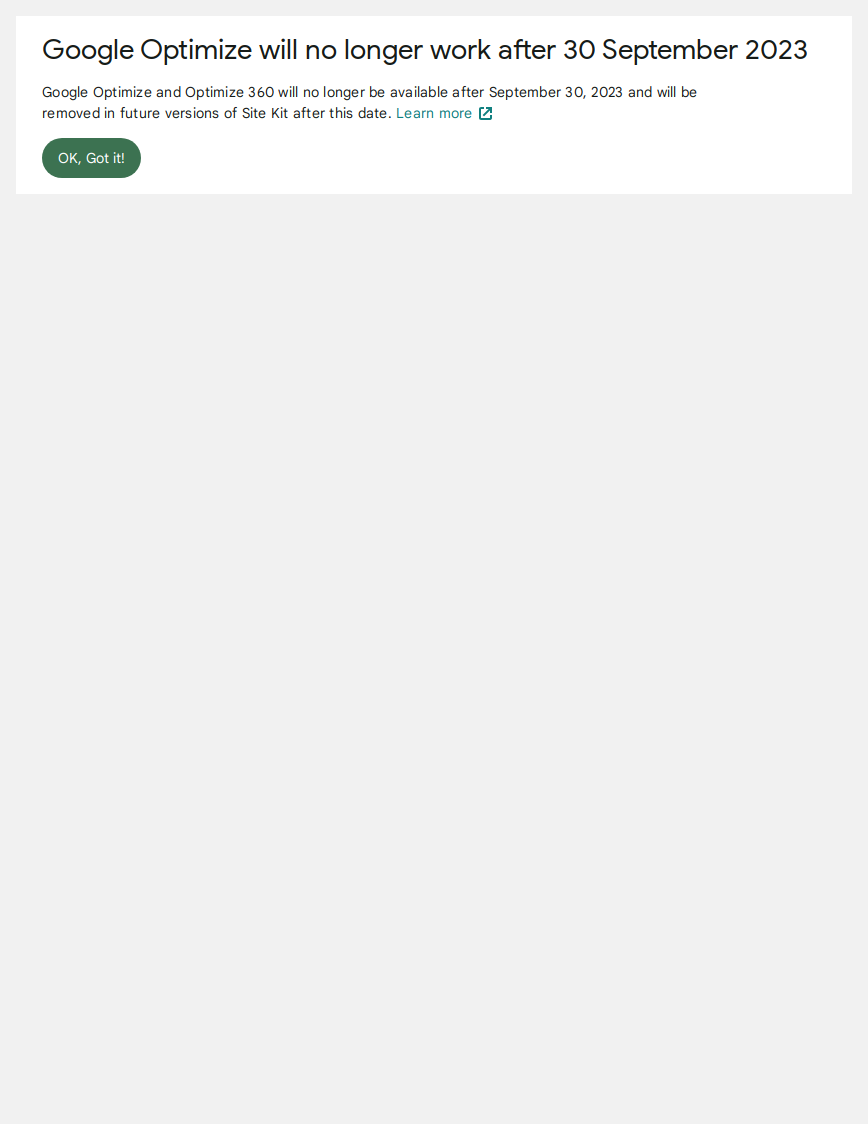 Google Optimize will no longer work after 30 September 2023
Google Optimize and Optimize 360 will no longer be available after September 30, 2023 and will be
removed in future versions of Site Kit after this date. Learn more
OK, Got it!